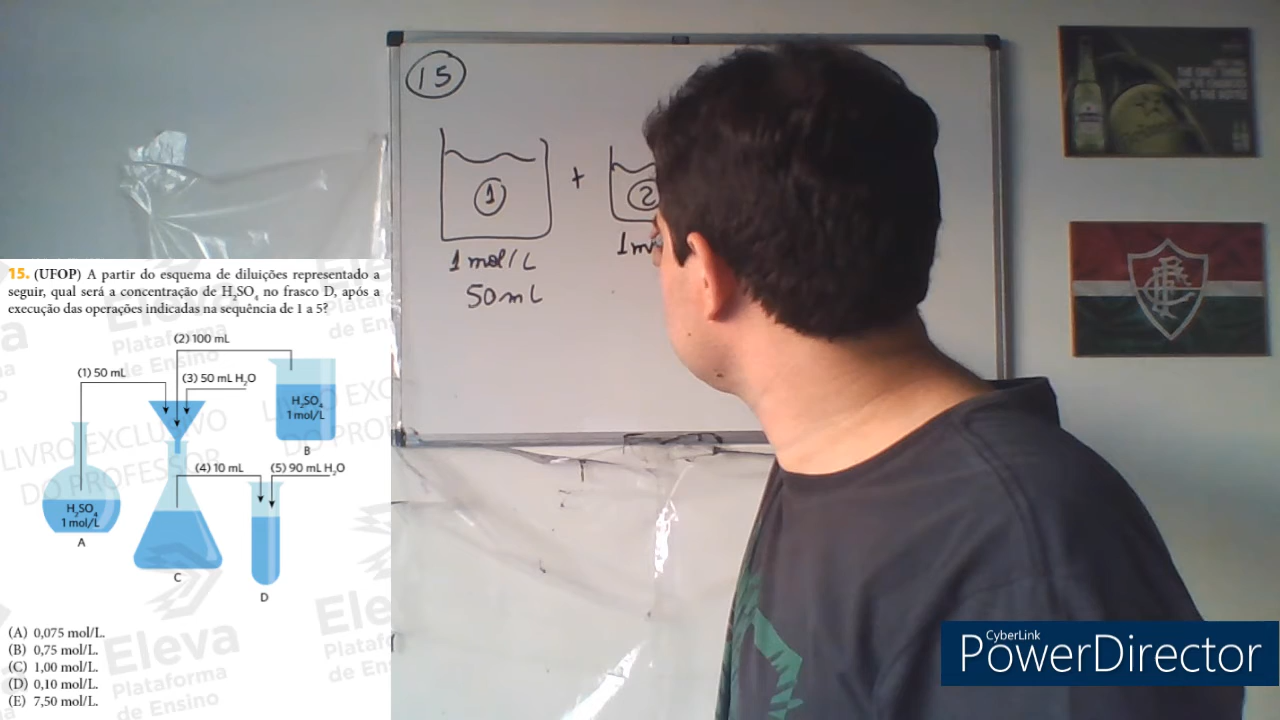 15
1
+
2
1 mol/L
1 m
50 mL
15. (UFOP) A partir do esquema de diluições representado a
seguir, qual será a concentração de H₂SO₄ no frasco D, após a
execução das operações indicadas na sequência de 1 a 5?
(2) 100 mL
(1) 50 mL
(3) 50 mL H₂O
H₂SO₄
1 mol/L
B
(4) 10 mL
(5) 90 mL H₂O
H₂SO₄
1 mol/L
A
C
D
(A) 0,075 mol/L.
(B) 0,75 mol/L.
(C) 1,00 mol/L.
(D) 0,10 mol/L.
(E) 7,50 mol/L.
LIVRO EXCLUSIVO
DO PROFESSOR
Eleva
Plataforma
de Ensino
CyberLink
PowerDirector